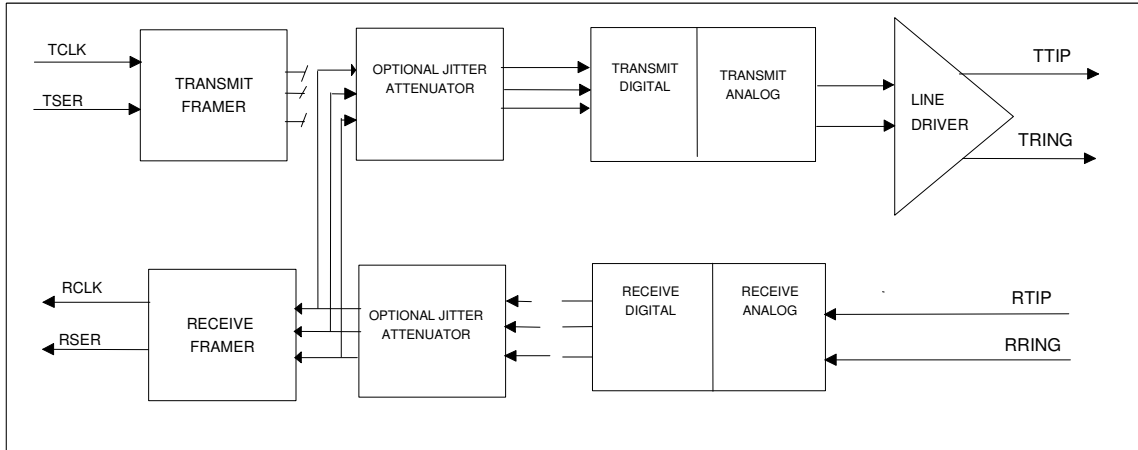 TCLK
TSER
TRANSMIT
FRAMER
OPTIONAL JITTER
ATTENUATOR
TRANSMIT
DIGITAL
TRANSMIT
ANALOG
LINE
DRIVER
TTIP
TRING
RCLK
RSER
RECEIVE
FRAMER
OPTIONAL JITTER
ATTENUATOR
RECEIVE
DIGITAL
RECEIVE
ANALOG
RTIP
RRING